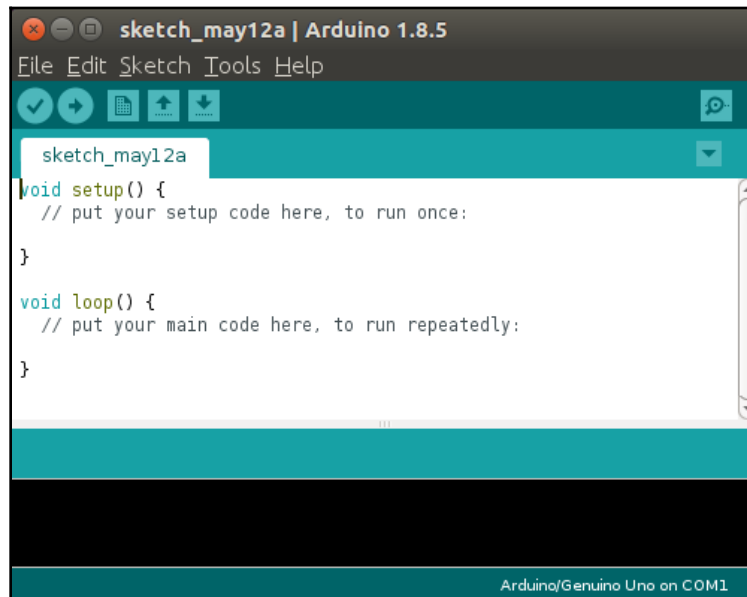 sketch_may12a | Arduino 1.8.5
File Edit Sketch Tools Help
sketch_may12a
void setup() {
  // put your setup code here, to run once:
}
void loop() {
  // put your main code here, to run repeatedly:
}
Arduino/Genuino Uno on COM1